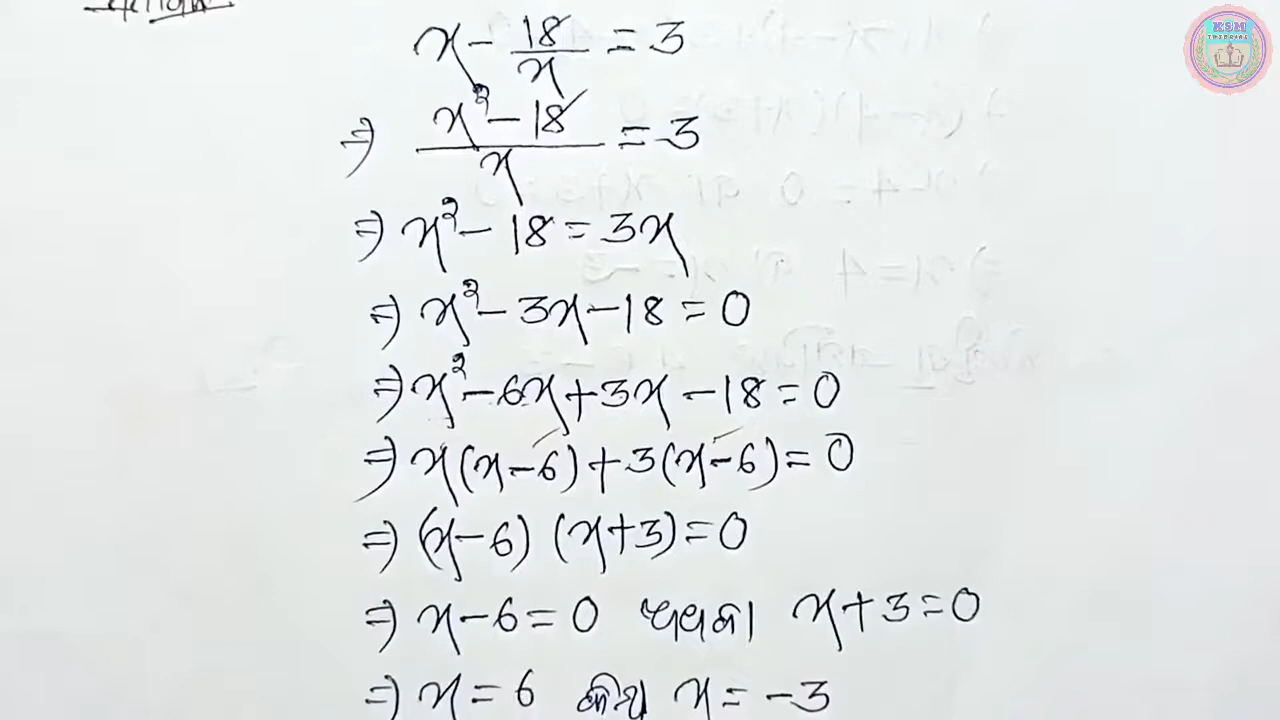 x - 18/x = 3
⇒ (x² - 18)/x = 3
⇒ x² - 18 = 3x
⇒ x² - 3x - 18 = 0
⇒ x² - 6x + 3x - 18 = 0
⇒ x(x-6) + 3(x-6) = 0
⇒ (x-6) (x+3) = 0
⇒ x - 6 = 0 ଅଥବା x + 3 = 0
⇒ x = 6 କିମ୍ବା x = -3
KSM